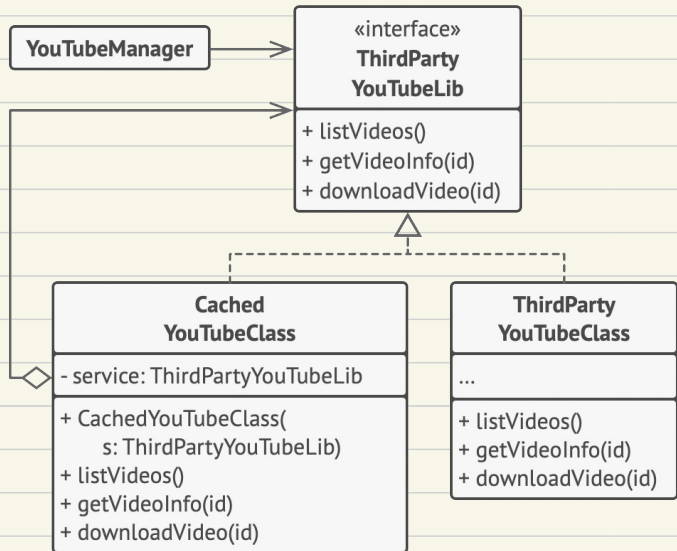 YouTubeManager
«interface»
ThirdParty
YouTubeLib
+ listVideos()
+ getVideoInfo(id)
+ downloadVideo(id)
Cached
YouTubeClass
- service: ThirdPartyYouTubeLib
+ CachedYouTubeClass(
s: ThirdPartyYouTubeLib)
+ listVideos()
+ getVideoInfo(id)
+ downloadVideo(id)
ThirdParty
YouTubeClass
...
+ listVideos()
+ getVideoInfo(id)
+ downloadVideo(id)